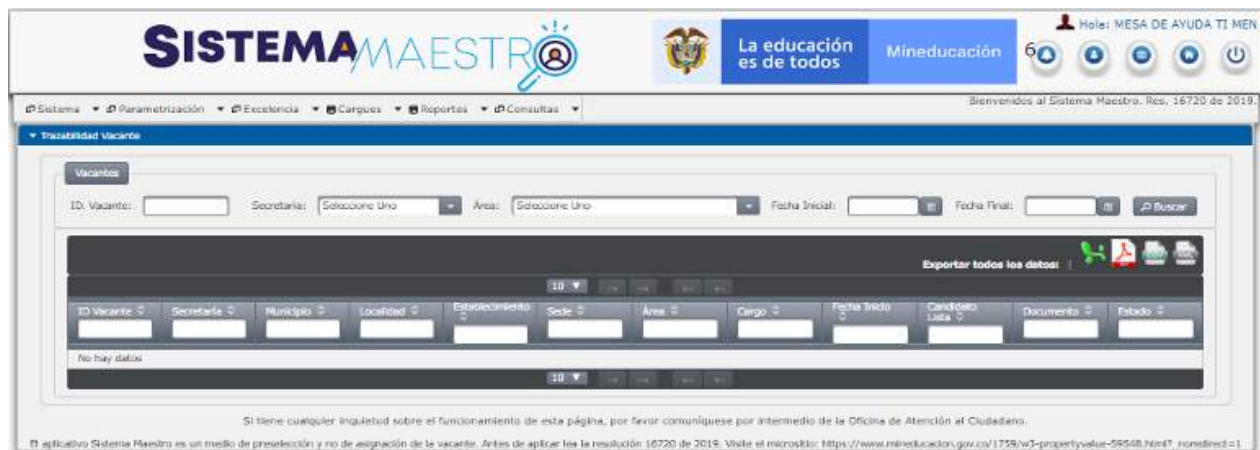 Hola: MESA DE AYUDA TI MEN
SISTEMA MAESTRO
La educación es de todos
Mineducación
6
Sistema Parametrización Excelencia Cargues Reportes Consultas
Bienvenidos al Sistema Maestro. Res. 16720 de 2019.
Trazabilidad Vacante
Vacantes
ID. Vacante: Secretaria: Seleccione Uno Área: Seleccione Uno Fecha Inicial: Fecha Final: Buscar
Exportar todos los datos: |
10
ID Vacante Secretaría Municipio Localidad Establecimiento Sede Área Cargo Fecha Inicio Candidato Lista Documento Estado
No hay datos
10
Si tiene cualquier inquietud sobre el funcionamiento de esta página, por favor comuníquese por intermedio de la Oficina de Atención al Ciudadano.
El aplicativo Sistema Maestro es un medio de preselección y no de asignación de la vacante. Antes de aplicar lea la resolución 16720 de 2019. Visite el micrositio: https://www.mineducacion.gov.co/1759/w3-propertyvalue-59548.html?_noredirect=1